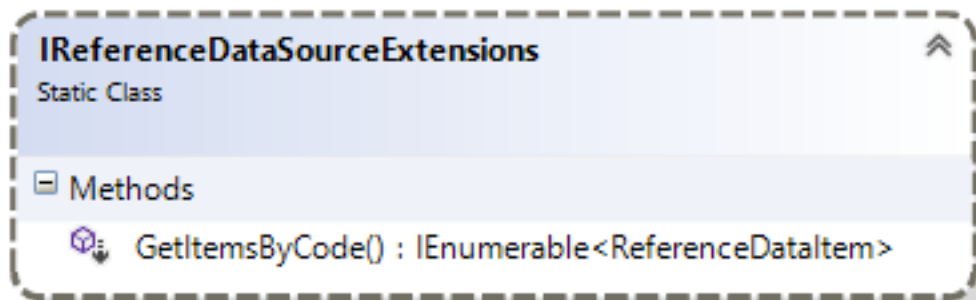 IReferenceDataSourceExtensions
Static Class
Methods
GetItemsByCode() : IEnumerable<ReferenceDataItem>